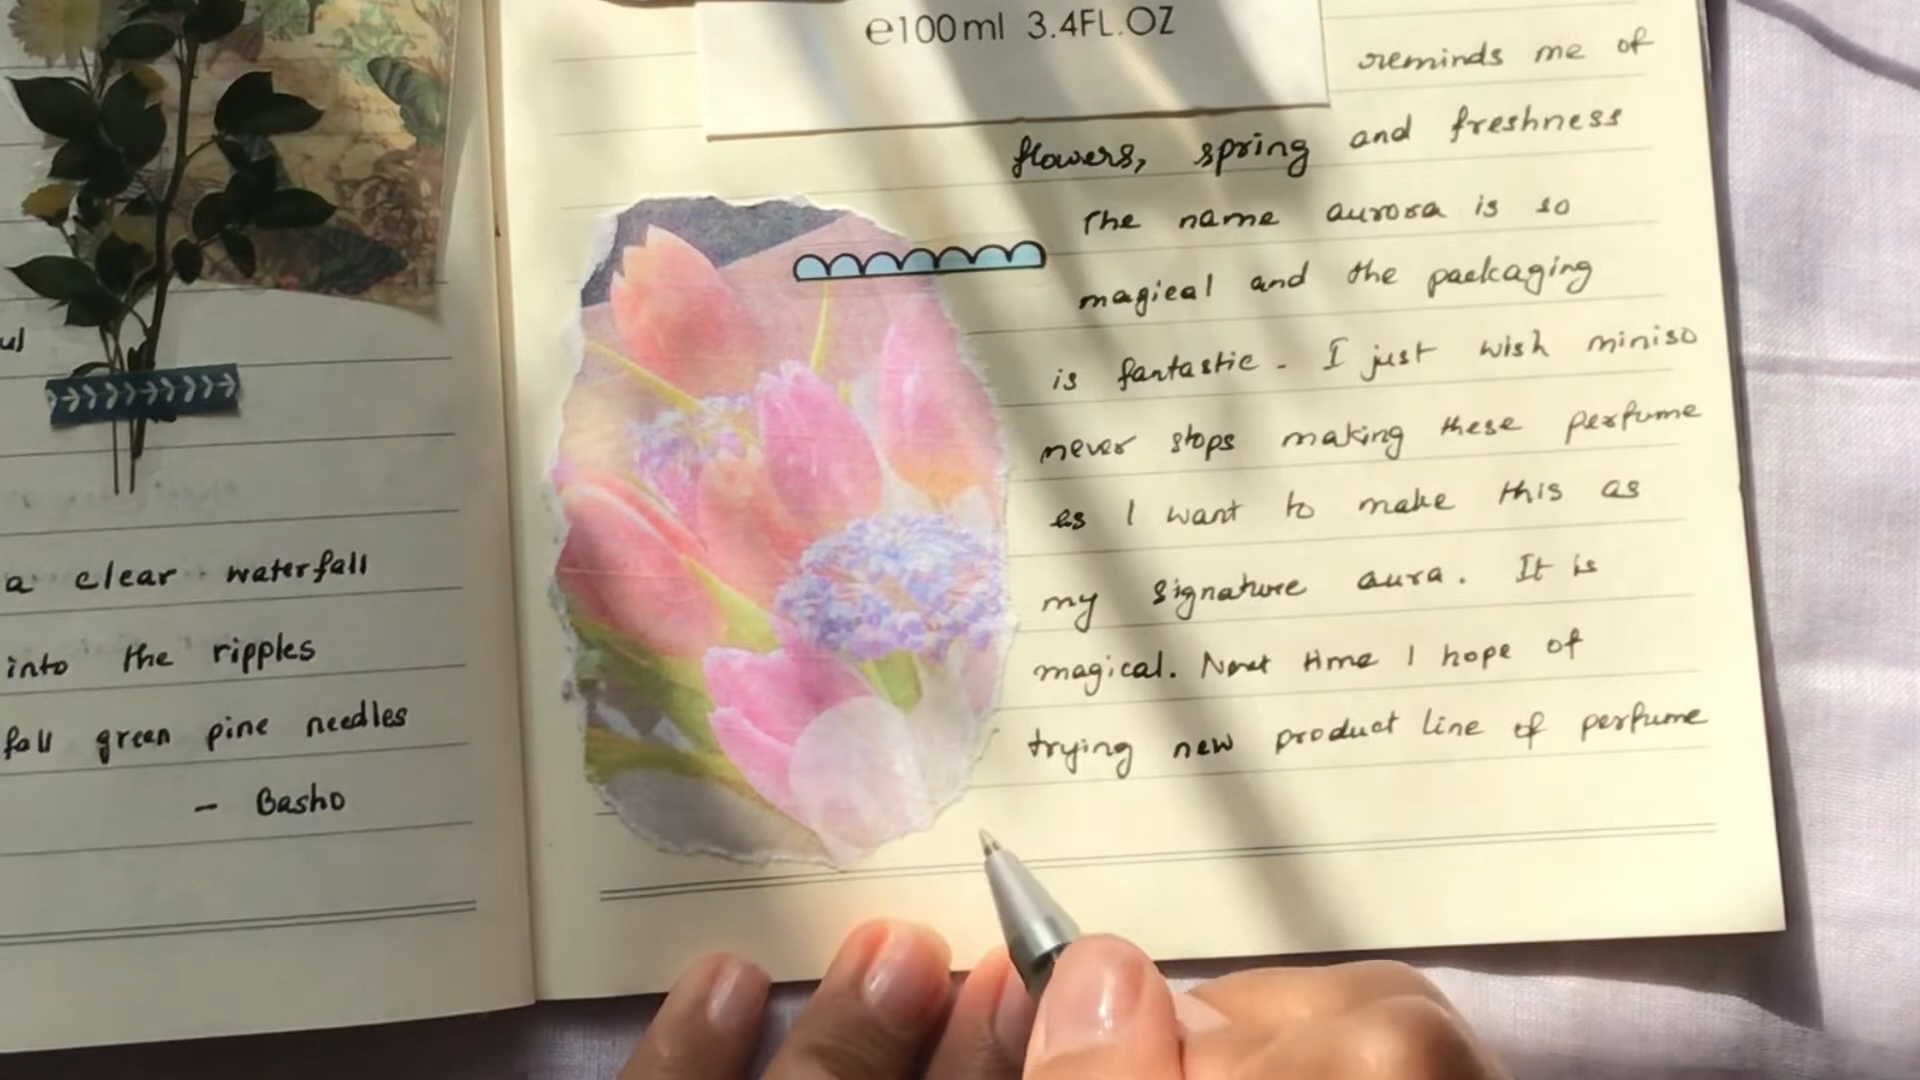 ul
a clear waterfall
into the ripples
fall green pine needles
- Basho
e100ml 3.4FL.OZ
reminds me of
flowers, spring and freshness
The name aurora is so
magical and the packaging
is fantastic. I just wish miniso
never stops making these perfume
as I want to make this as
my signature aura. It is
magical. Next time I hope of
trying new product line of perfume